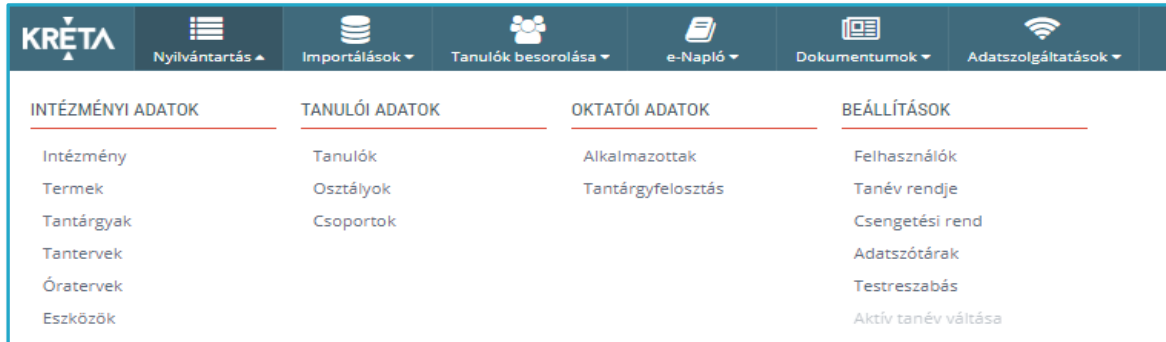 KRÉTA
Nyilvántartás Importálások Tanulók besorolása e-Napló Dokumentumok Adatszolgáltatások
INTÉZMÉNYI ADATOK
Intézmény
Termek
Tantárgyak
Tantervek
Óratervek
Eszközök
TANULÓI ADATOK
Tanulók
Osztályok
Csoportok
OKTATÓI ADATOK
Alkalmazottak
Tantárgyfelosztás
BEÁLLÍTÁSOK
Felhasználók
Tanév rendje
Csengetési rend
Adatszótárak
Testreszabás
Aktív tanév váltása